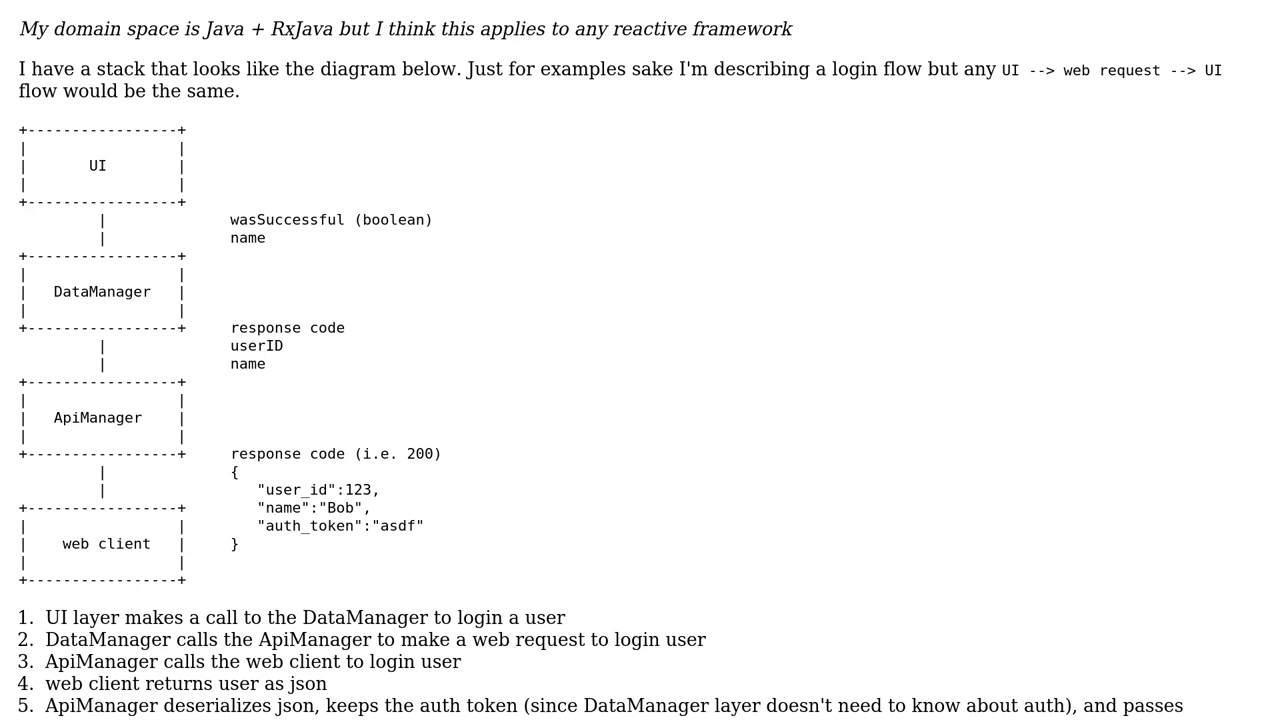 My domain space is Java + RxJava but I think this applies to any reactive framework
I have a stack that looks like the diagram below. Just for examples sake I'm describing a login flow but any UI --> web request --> UI
flow would be the same.
+-----------------+
|                 |
|       UI        |
|                 |
+-----------------+
         |              wasSuccessful (boolean)
         |              name
+-----------------+
|                 |
|   DataManager   |
|                 |
+-----------------+     response code
         |              userID
         |              name
+-----------------+
|                 |
|   ApiManager    |
|                 |
+-----------------+     response code (i.e. 200)
         |              {
         |                 "user_id":123,
+-----------------+        "name":"Bob",
|                 |        "auth_token":"asdf"
|    web client   |     }
|                 |
+-----------------+
1. UI layer makes a call to the DataManager to login a user
2. DataManager calls the ApiManager to make a web request to login user
3. ApiManager calls the web client to login user
4. web client returns user as json
5. ApiManager deserializes json, keeps the auth token (since DataManager layer doesn't need to know about auth), and passes